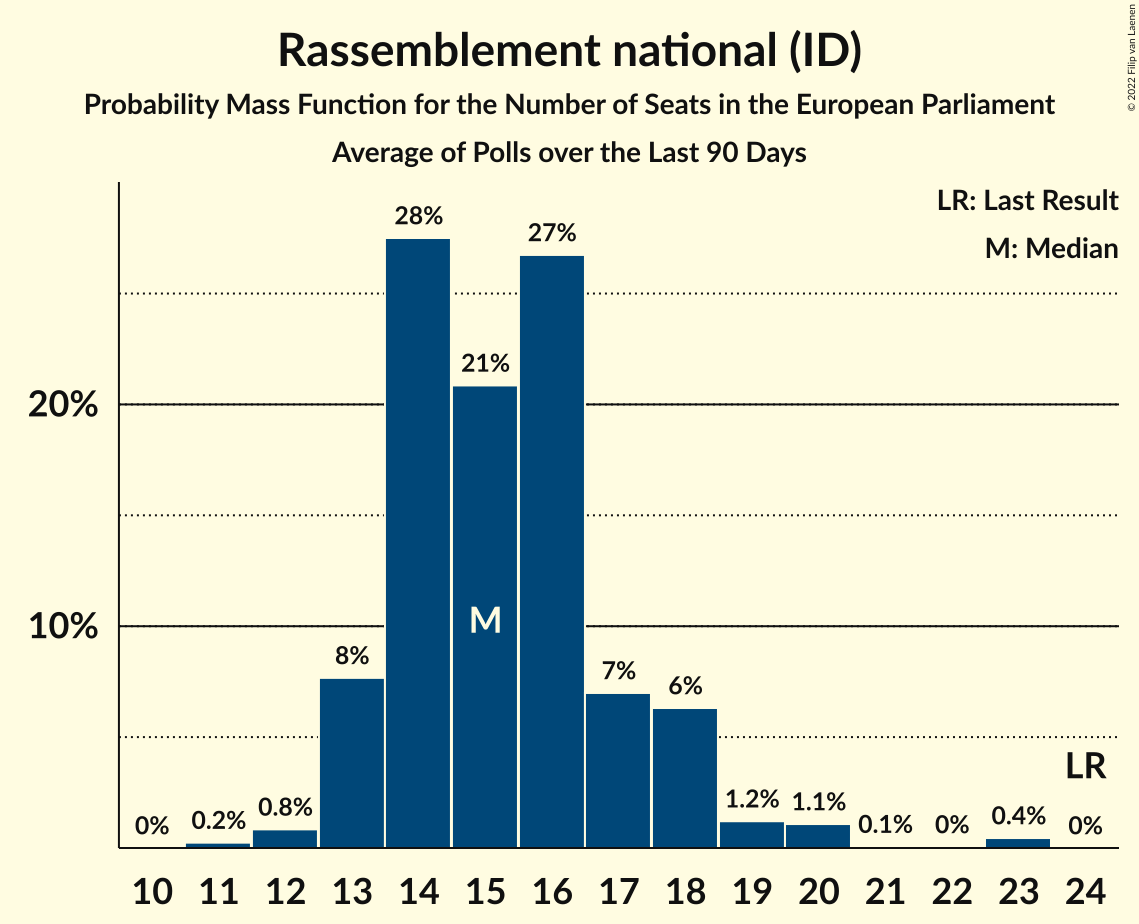 Rassemblement national (ID)
Probability Mass Function for the Number of Seats in the European Parliament
Average of Polls over the Last 90 Days
© 2022 Filip van Laenen
LR: Last Result
M: Median
20%
10%
0%
0.2%
0.8%
8%
28%
21%
27%
7%
6%
1.2%
1.1%
0.1%
0%
0.4%
0%
M
LR
10 11 12 13 14 15 16 17 18 19 20 21 22 23 24